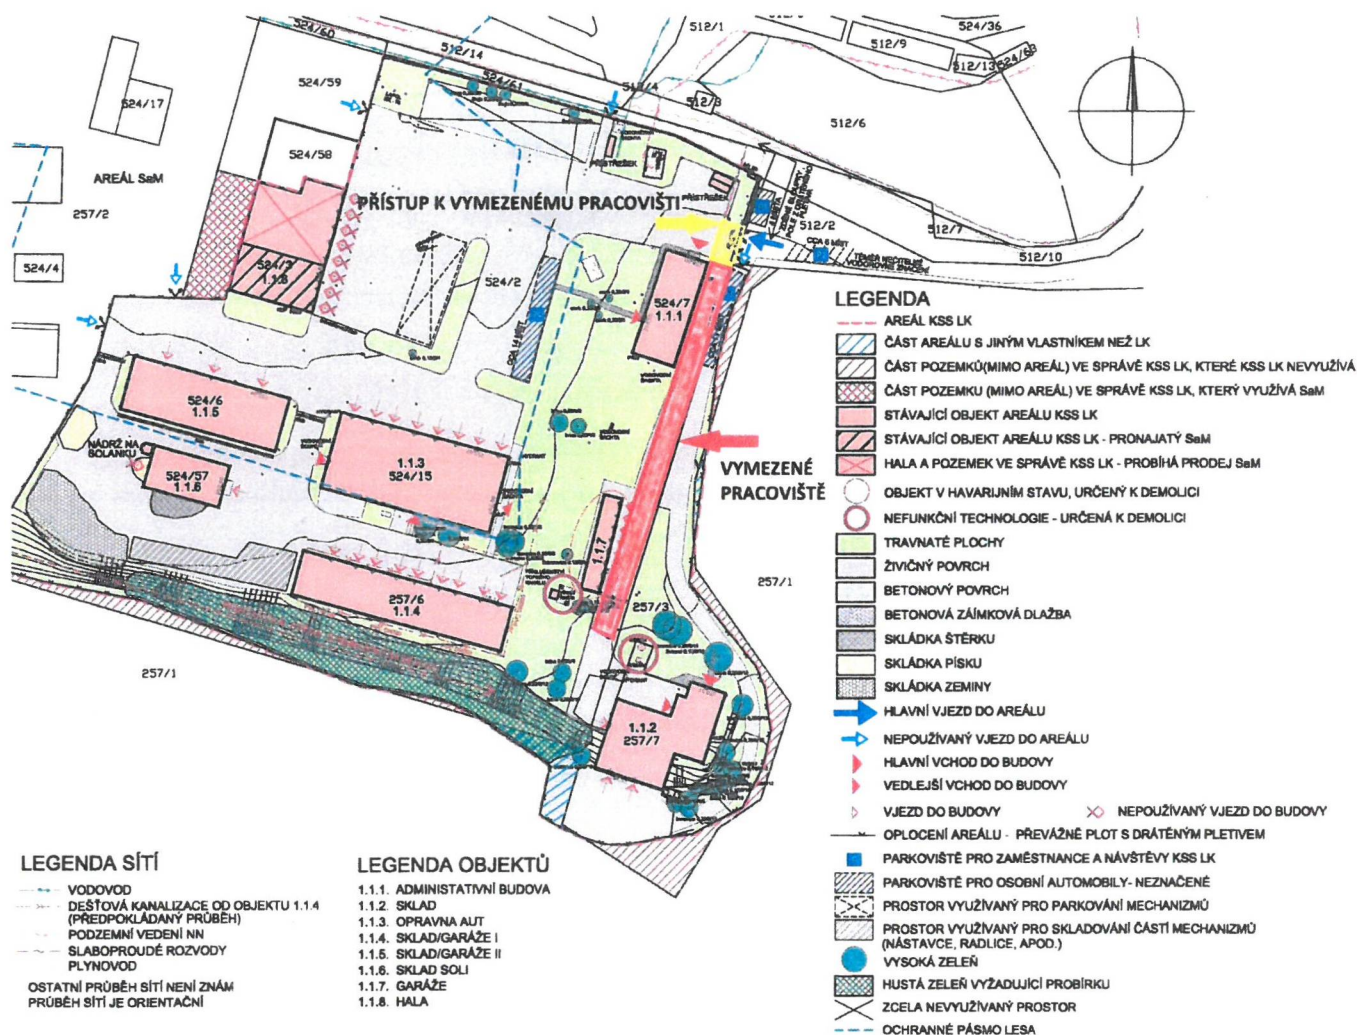 524/60
512/14
524/61
512/4
512/1
512/9
524/36
512/13
524/63
512/3
512/6
524/59
524/17
524/58
AREÁL SaM
257/2
PŘÍSTŘEŠEK
PŘÍSTŘEŠEK
PŘÍSTUP K VYMEZENÉMU PRACOVIŠTI
512/2
512/7
512/10
CCA 5 MÍST
TÉMĚŘ NEČITELNÉ
VODOROVNÉ ZNAČENÍ
524/4
524/3
1.1.8
524/2
524/7
1.1.1
CCA 14 MÍST
524/6
1.1.5
NÁDRŽ NA
SOLANKU
524/57
1.1.6
1.1.3
524/15
VYMEZENÉ
PRACOVIŠTĚ
1.1.7
257/6
1.1.4
257/3
257/1
257/1
1.1.2
257/7
LEGENDA
AREÁL KSS LK
ČÁST AREÁLU S JINÝM VLASTNÍKEM NEŽ LK
ČÁST POZEMKŮ(MIMO AREÁL) VE SPRÁVĚ KSS LK, KTERÉ KSS LK NEVYUŽÍVÁ
ČÁST POZEMKU (MIMO AREÁL) VE SPRÁVĚ KSS LK, KTERÝ VYUŽÍVÁ SaM
STÁVAJÍCÍ OBJEKT AREÁLU KSS LK
STÁVAJÍCÍ OBJEKT AREÁLU KSS LK - PRONAJATÝ SaM
HALA A POZEMEK VE SPRÁVĚ KSS LK - PROBÍHÁ PRODEJ SaM
OBJEKT V HAVARIJNÍM STAVU, URČENÝ K DEMOLICI
NEFUNKČNÍ TECHNOLOGIE - URČENÁ K DEMOLICI
TRAVNATÉ PLOCHY
ŽIVIČNÝ POVRCH
BETONOVÝ POVRCH
BETONOVÁ ZÁÍMKOVÁ DLAŽBA
SKLÁDKA ŠTĚRKU
SKLÁDKA PÍSKU
SKLÁDKA ZEMINY
HLAVNÍ VJEZD DO AREÁLU
NEPOUŽÍVANÝ VJEZD DO AREÁLU
HLAVNÍ VCHOD DO BUDOVY
VEDLEJŠÍ VCHOD DO BUDOVY
VJEZD DO BUDOVY NEPOUŽÍVANÝ VJEZD DO BUDOVY
OPLOCENÍ AREÁLU - PŘEVÁŽNĚ PLOT S DRÁTĚNÝM PLETIVEM
PARKOVIŠTĚ PRO ZAMĚSTNANCE A NÁVŠTĚVY KSS LK
PARKOVIŠTĚ PRO OSOBNÍ AUTOMOBILY- NEZNAČENÉ
PROSTOR VYUŽÍVANÝ PRO PARKOVÁNÍ MECHANIZMŮ
PROSTOR VYUŽÍVANÝ PRO SKLADOVÁNÍ ČÁSTÍ MECHANIZMŮ
(NÁSTAVCE, RADLICE, APOD.)
VYSOKÁ ZELEŇ
HUSTÁ ZELEŇ VYŽADUJÍCÍ PROBÍRKU
ZCELA NEVYUŽÍVANÝ PROSTOR
OCHRANNÉ PÁSMO LESA
LEGENDA SÍTÍ
VODOVOD
DEŠŤOVÁ KANALIZACE OD OBJEKTU 1.1.4
(PŘEDPOKLÁDANÝ PRŮBĚH)
PODZEMNÍ VEDENÍ NN
SLABOPROUDÉ ROZVODY
PLYNOVOD
OSTATNÍ PRŮBĚH SÍTÍ NENÍ ZNÁM
PRŮBĚH SÍTÍ JE ORIENTAČNÍ
LEGENDA OBJEKTŮ
1.1.1. ADMINISTATIVNÍ BUDOVA
1.1.2. SKLAD
1.1.3. OPRAVNA AUT
1.1.4. SKLAD/GARÁŽE I
1.1.5. SKLAD/GARÁŽE II
1.1.6. SKLAD SOLI
1.1.7. GARÁŽE
1.1.8. HALA